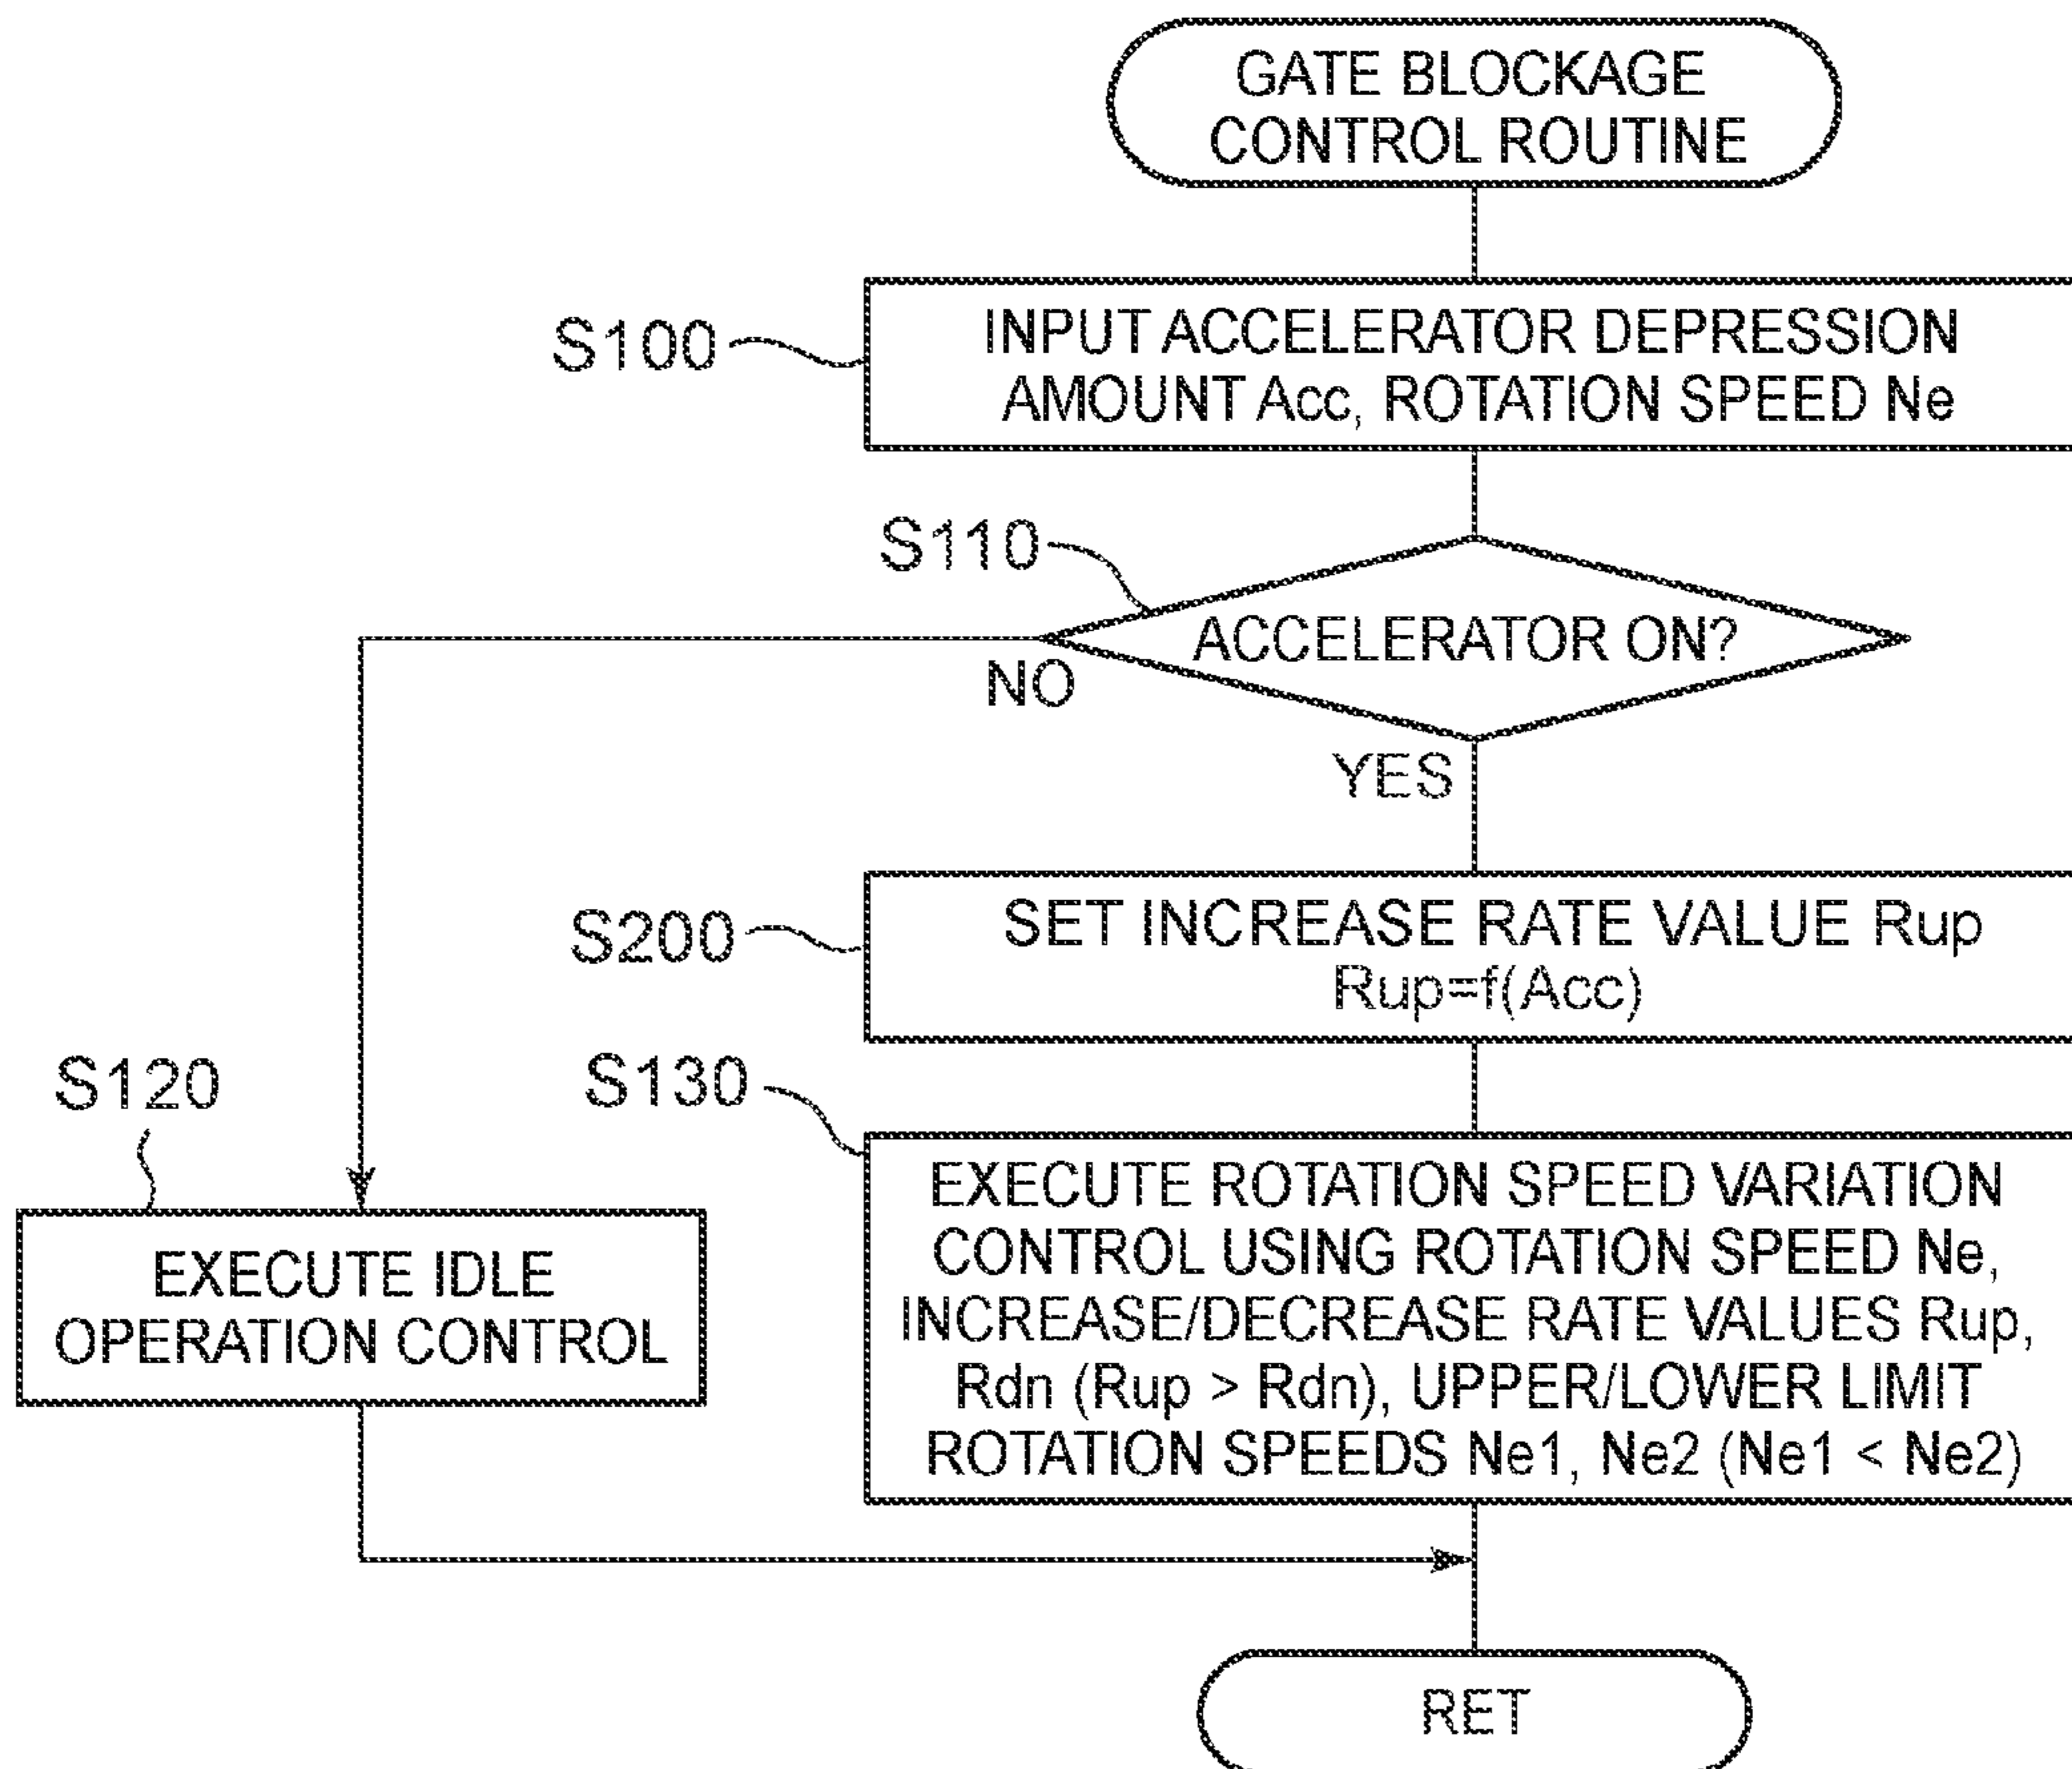 GATE BLOCKAGE
CONTROL ROUTINE
S100
INPUT ACCELERATOR DEPRESSION
AMOUNT Acc, ROTATION SPEED Ne
S110
ACCELERATOR ON?
NO
YES
S200
SET INCREASE RATE VALUE Rup
Rup=f(Acc)
S120
S130
EXECUTE IDLE
OPERATION CONTROL
EXECUTE ROTATION SPEED VARIATION
CONTROL USING ROTATION SPEED Ne,
INCREASE/DECREASE RATE VALUES Rup,
Rdn (Rup > Rdn), UPPER/LOWER LIMIT
ROTATION SPEEDS Ne1, Ne2 (Ne1 < Ne2)
RET